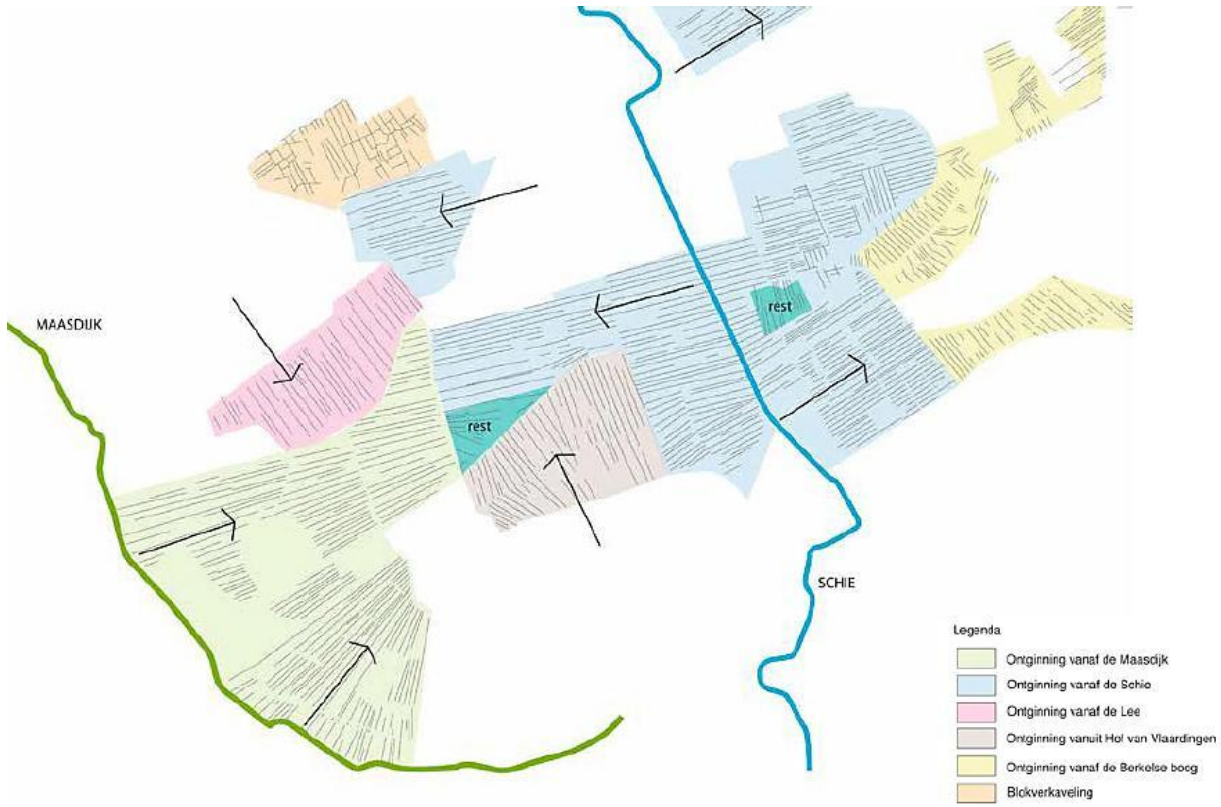 MAASDIJK
rest
rest
SCHIE
Legenda
Ontginning vanaf de Maasdijk
Ontginning vanaf de Schie
Ontginning vanaf de Lee
Ontginning vanuit Hof van Vlaardingen
Ontginning vanaf de Berkelse boog
Blokverkaveling